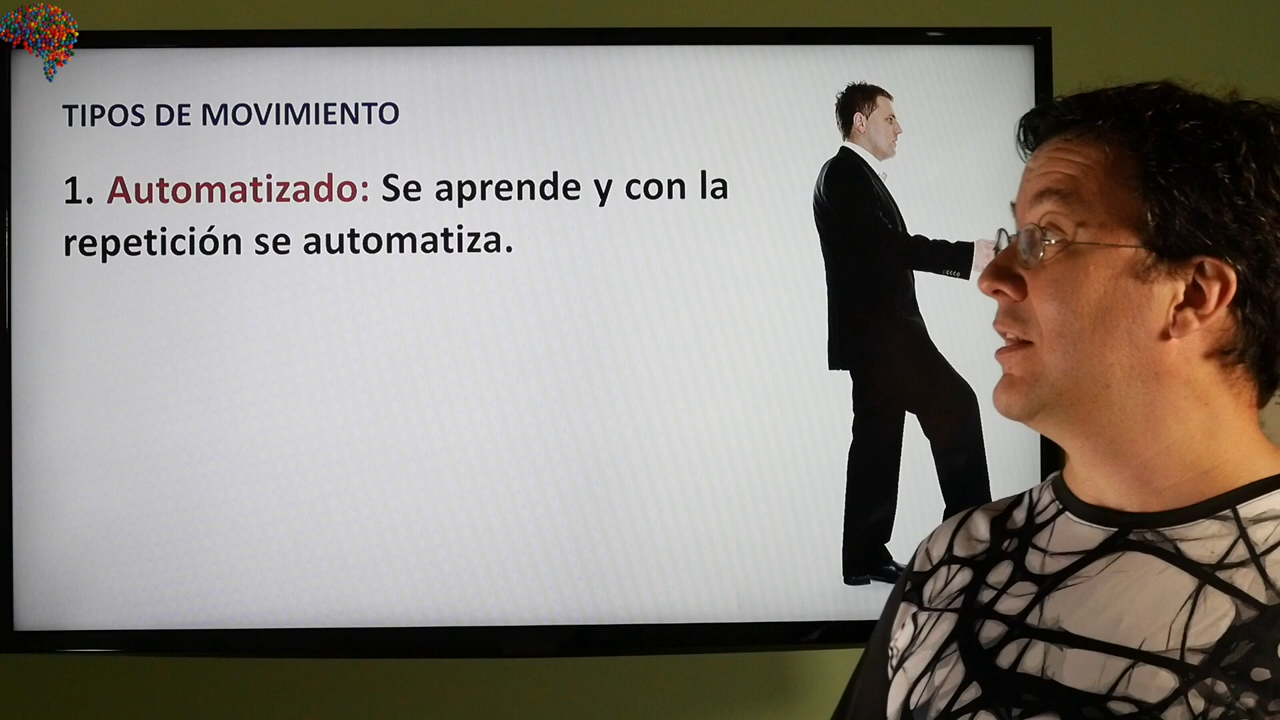 TIPOS DE MOVIMIENTO
1. Automatizado: Se aprende y con la
repetición se automatiza.